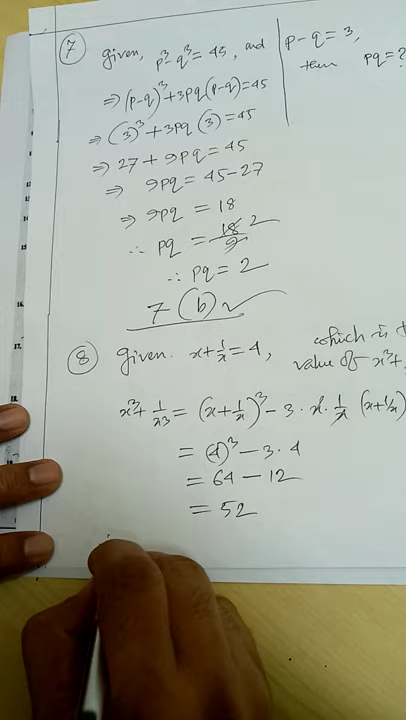 7 given, p³-q³ = 45, and p-q = 3,
then pq = ?
⇒ (p-q)³ + 3pq(p-q) = 45
⇒ (3)³ + 3pq (3) = 45
⇒ 27 + 9pq = 45
⇒ 9pq = 45-27
⇒ 9pq = 18
∴ pq = 18/9 2
∴ pq = 2
7 (b) ✓
8 given. x+1/x = 4, which is
value of x³+
x³+1/x³ = (x+1/x)³ - 3·x·1/x (x+1/x)
= (4)³ - 3·4
= 64 - 12
= 52